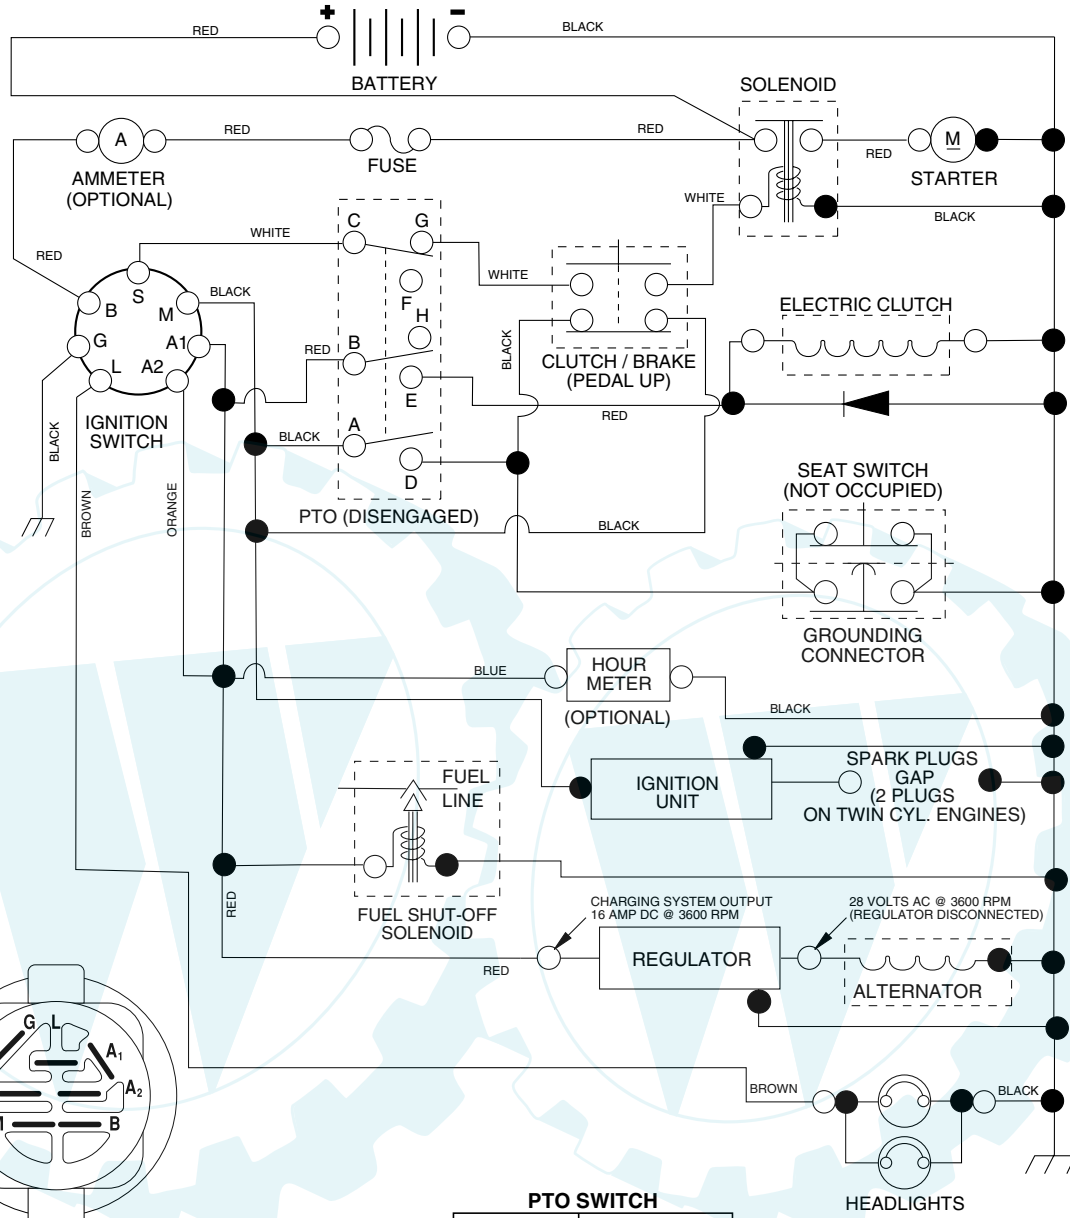 + -
RED
BLACK
BATTERY
SOLENOID
A
RED
RED
FUSE
RED
M
AMMETER
(OPTIONAL)
STARTER
C G
WHITE
BLACK
WHITE
RED
S
WHITE
B
M
BLACK
F
H
ELECTRIC CLUTCH
G
A1
B
RED
BLACK
CLUTCH / BRAKE
(PEDAL UP)
L A2
E
RED
IGNITION
SWITCH
BLACK
A
BLACK
D
SEAT SWITCH
(NOT OCCUPIED)
BROWN
ORANGE
PTO (DISENGAGED)
BLACK
GROUNDING
CONNECTOR
BLUE
HOUR
METER
(OPTIONAL)
BLACK
FUEL
LINE
IGNITION
UNIT
SPARK PLUGS
GAP
(2 PLUGS
ON TWIN CYL. ENGINES)
RED
FUEL SHUT-OFF
SOLENOID
CHARGING SYSTEM OUTPUT
16 AMP DC @ 3600 RPM
28 VOLTS AC @ 3600 RPM
(REGULATOR DISCONNECTED)
RED
REGULATOR
ALTERNATOR
G L
A1
A2
B
BROWN
BLACK
HEADLIGHTS
PTO SWITCH